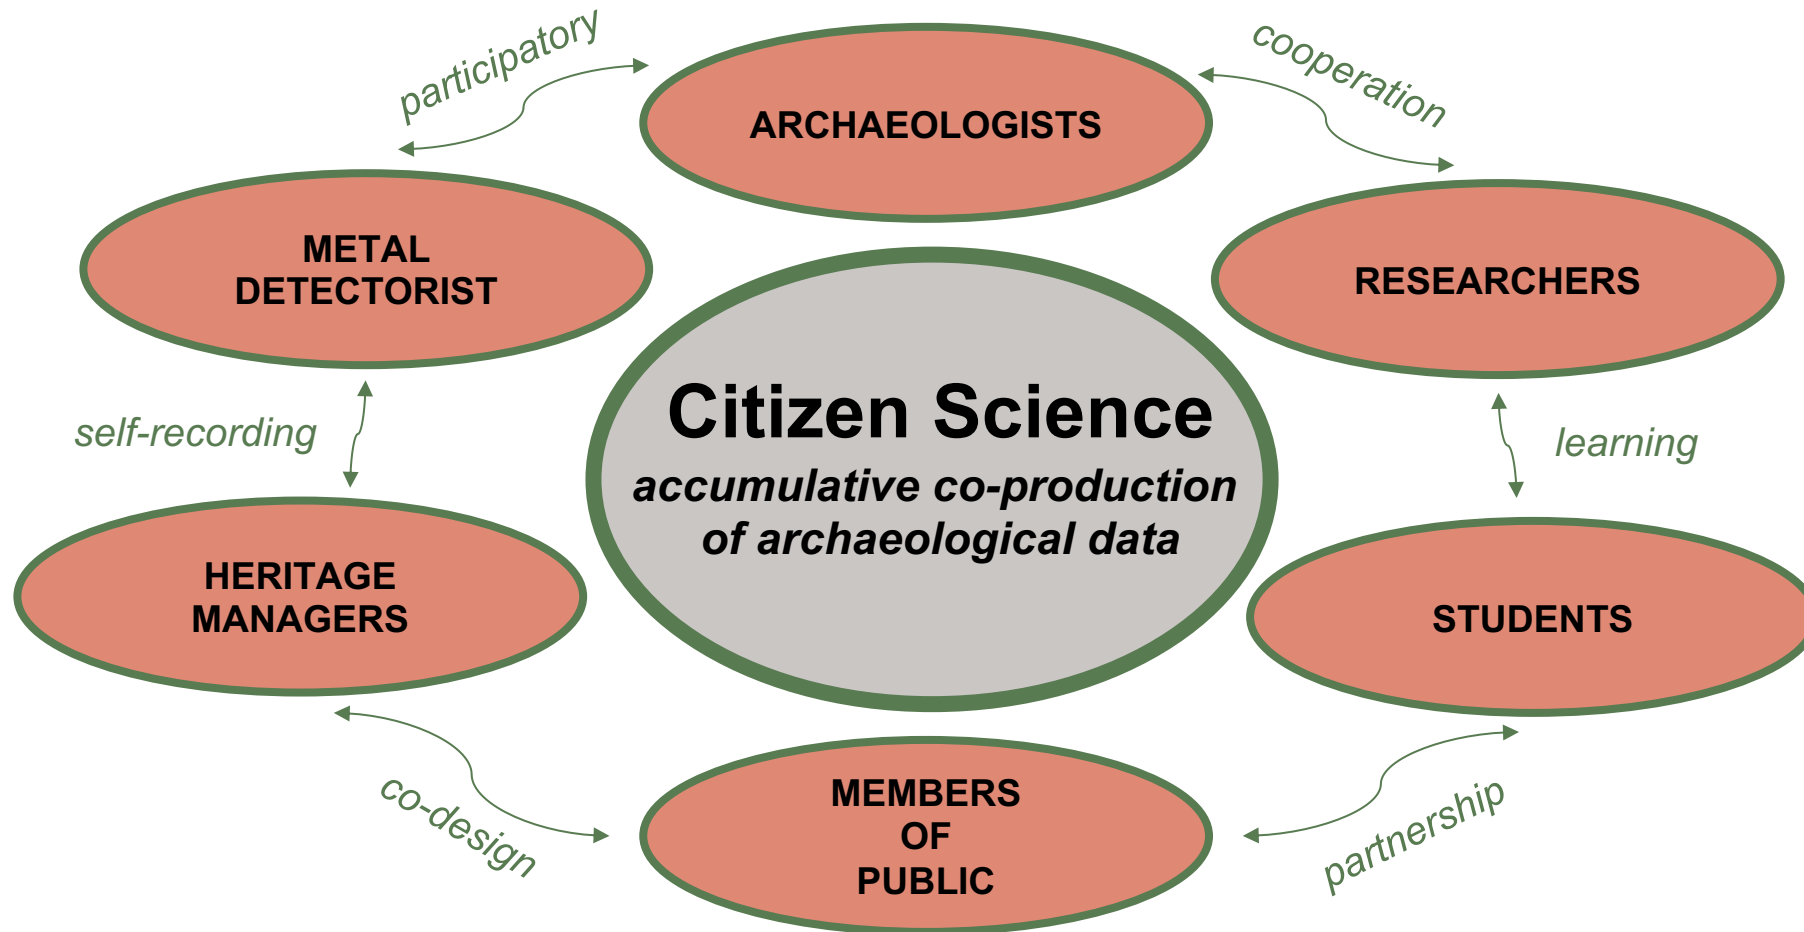 participatory
ARCHAEOLOGISTS
cooperation
METAL
DETECTORIST
RESEARCHERS
Citizen Science
accumulative co-production
of archaeological data
self-recording
learning
HERITAGE
MANAGERS
STUDENTS
co-design
MEMBERS
OF
PUBLIC
partnership